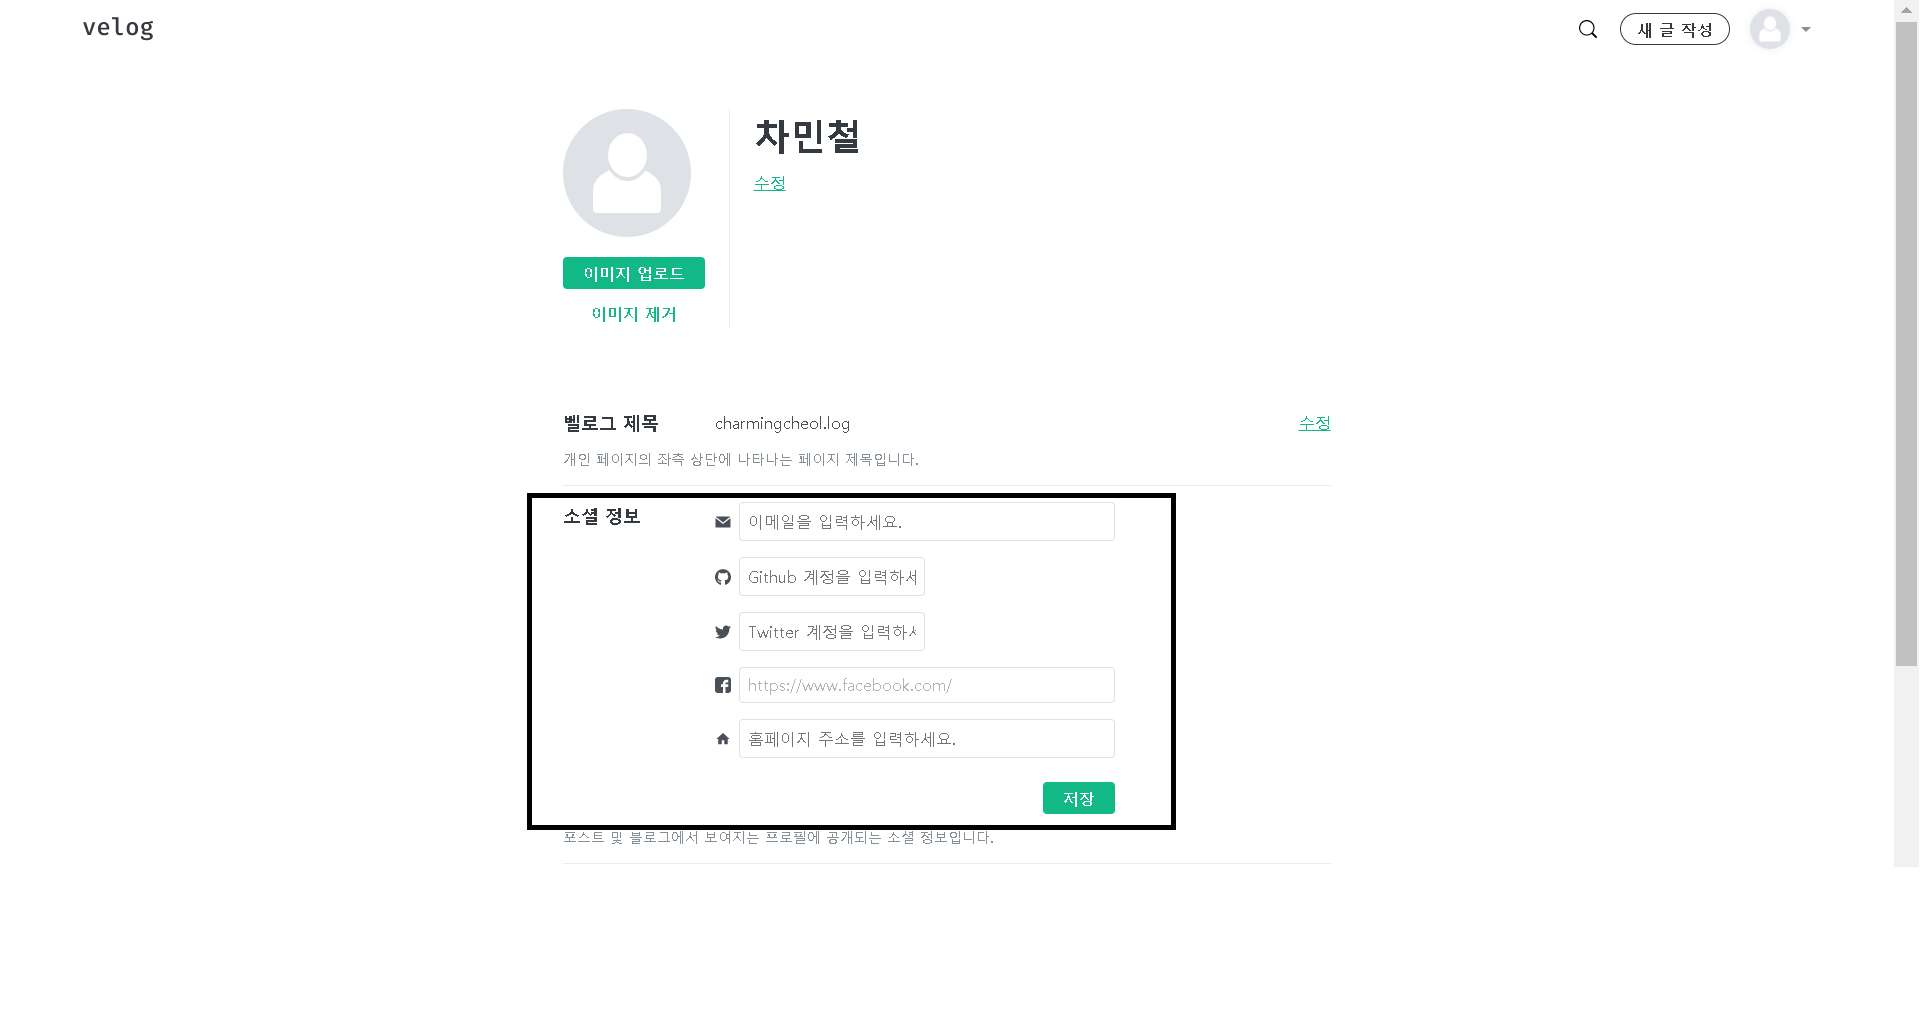 velog
새 글 작성
차민철
수정
이미지 업로드
이미지 제거
벨로그 제목
charmingcheol.log
수정
개인 페이지의 좌측 상단에 나타나는 페이지 제목입니다.
소셜 정보
이메일을 입력하세요.
Github 계정을 입력하세
Twitter 계정을 입력하
https://www.facebook.com/
홈페이지 주소를 입력하세요.
저장
포스트 및 블로그에서 보여지는 프로필에 공개되는 소셜 정보입니다.